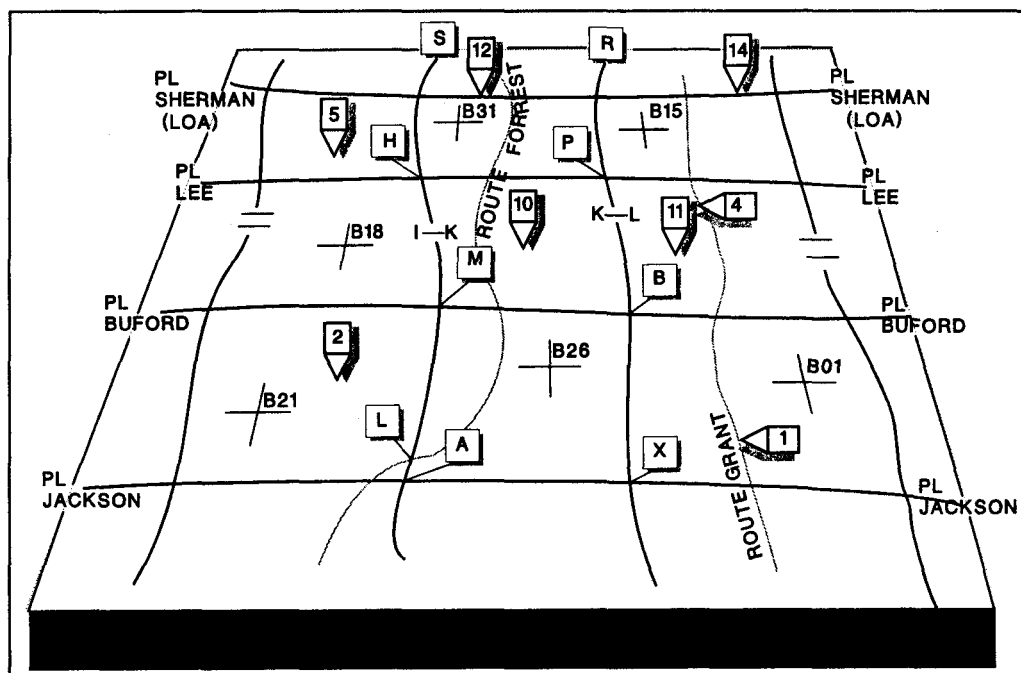 S
12
R
14
PL
SHERMAN
(LOA)
PL
SHERMAN
(LOA)
5
B31
B15
H
P
ROUTE FORREST
PL
LEE
PL
LEE
10
11
4
I—K
K—L
B18
M
B
PL
BUFORD
PL
BUFORD
2
B26
B01
B21
L
A
X
1
ROUTE GRANT
PL
JACKSON
PL
JACKSON